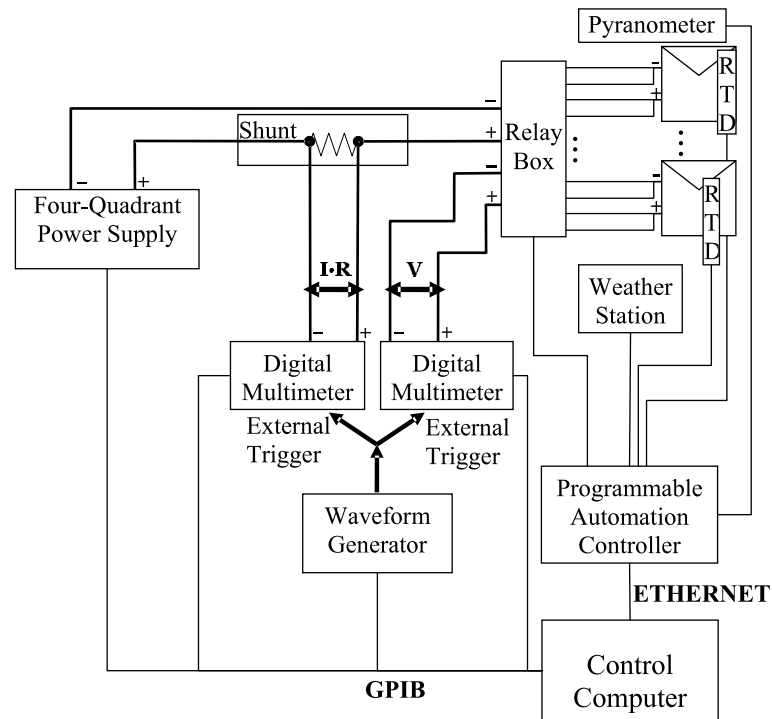 Pyranometer
-
+
R
T
D
Shunt
-
+
Relay
Box
-
+
-
+
Four-Quadrant
Power Supply
-
+
R
T
D
I·R
V
-
+
-
+
Weather
Station
Digital
Multimeter
Digital
Multimeter
External
Trigger
External
Trigger
Waveform
Generator
Programmable
Automation
Controller
ETHERNET
GPIB
Control
Computer